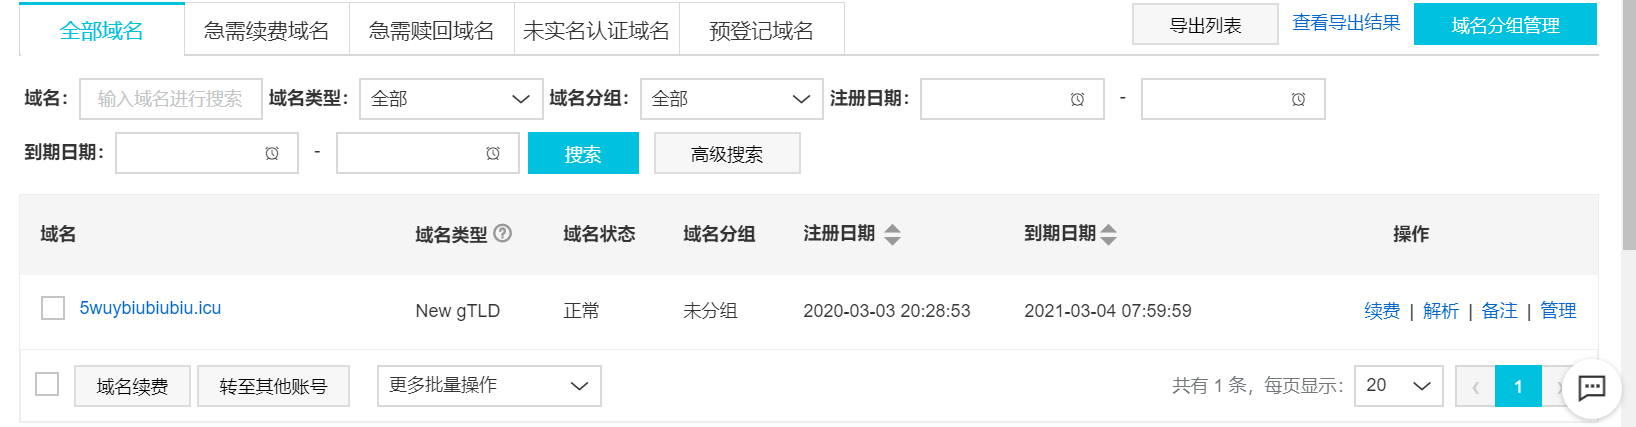 全部域名 急需续费域名 急需赎回域名 未实名认证域名 预登记域名 导出列表 查看导出结果 域名分组管理
域名： 输入域名进行搜索 域名类型： 全部 域名分组： 全部 注册日期： -
到期日期： - 搜索 高级搜索
域名 域名类型 ? 域名状态 域名分组 注册日期 到期日期 操作
5wuybiubiubiu.icu New gTLD 正常 未分组 2020-03-03 20:28:53 2021-03-04 07:59:59 续费 | 解析 | 备注 | 管理
域名续费 转至其他账号 更多批量操作 共有 1 条，每页显示： 20 ‹ 1 ›